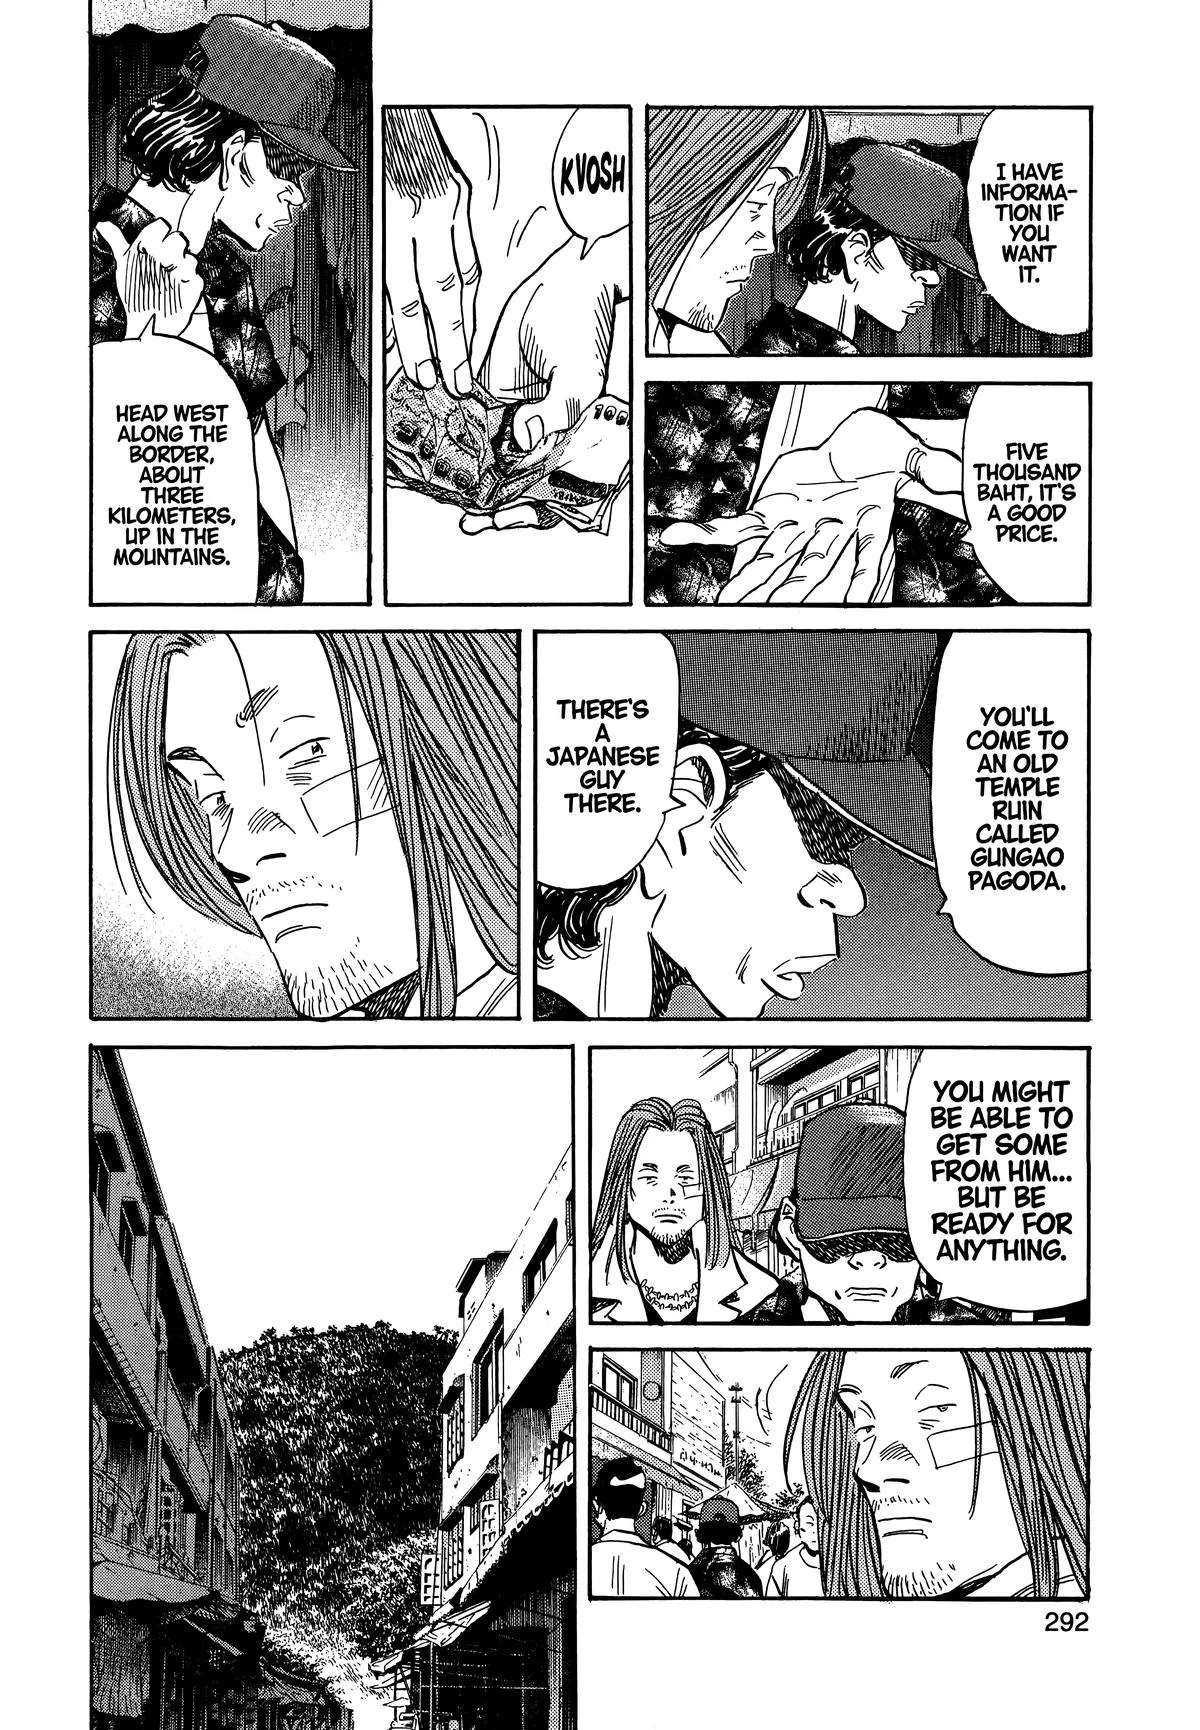 I HAVE
INFORMA-
TION IF
YOU
WANT
IT.
FIVE
THOUSAND
BAHT, IT'S
A GOOD
PRICE.
KVOSH
1000
HEAD WEST
ALONG THE
BORDER,
ABOUT
THREE
KILOMETERS,
UP IN THE
MOUNTAINS.
YOU'LL
COME TO
AN OLD
TEMPLE
RUIN
CALLED
GUNGAO
PAGODA.
THERE'S
A
JAPANESE
GUY
THERE.
YOU MIGHT
BE ABLE TO
GET SOME
FROM HIM...
BUT BE
READY FOR
ANYTHING.
292